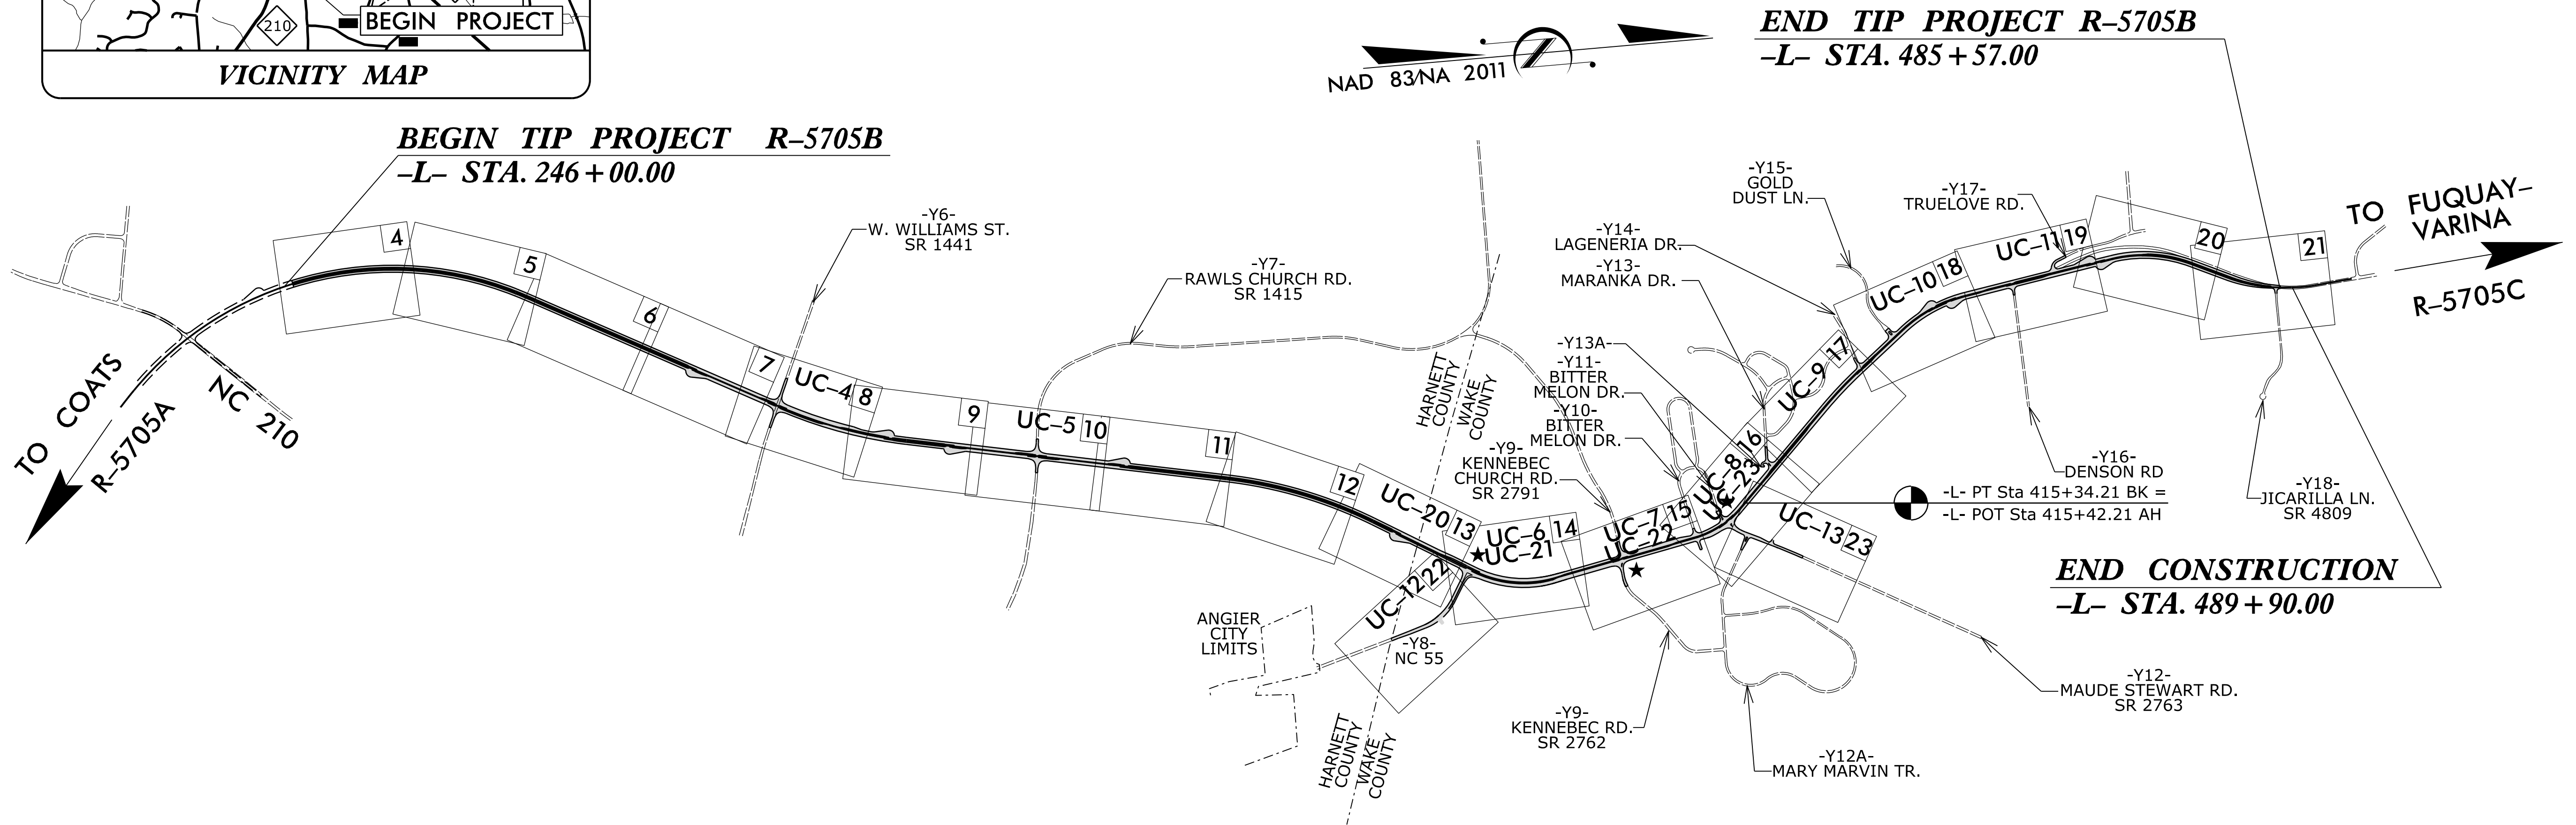 210
BEGIN PROJECT
VICINITY MAP
NAD 83/NA 2011
END TIP PROJECT R–5705B
–L– STA. 485+57.00
BEGIN TIP PROJECT R–5705B
–L– STA. 246+00.00
TO COATS
R–5705A
NC 210
4
5
6
7
-Y6-
W. WILLIAMS ST.
SR 1441
UC–4
8
9
-Y7-
RAWLS CHURCH RD.
SR 1415
UC–5
10
11
12
HARNETT
COUNTY
WAKE
COUNTY
UC–20
13
UC–6
14
UC–21
UC–12
22
-Y8-
NC 55
ANGIER
CITY
LIMITS
HARNETT
COUNTY
WAKE
COUNTY
-Y9-
KENNEBEC
CHURCH RD.
SR 2791
-Y10-
BITTER
MELON DR.
-Y11-
BITTER
MELON DR.
-Y13A-
-Y13-
MARANKA DR.
-Y14-
LAGENERIA DR.
-Y15-
GOLD
DUST LN.
-Y17-
TRUELOVE RD.
UC–7
15
UC–22
UC–8
16
UC–23
UC–9
17
UC–10
18
UC–11
19
20
21
TO FUQUAY–
VARINA
R–5705C
UC–13
23
-Y9-
KENNEBEC RD.
SR 2762
-Y12A-
MARY MARVIN TR.
-Y12-
MAUDE STEWART RD.
SR 2763
-Y16-
DENSON RD
-L- PT Sta 415+34.21 BK =
-L- POT Sta 415+42.21 AH
-Y18-
JICARILLA LN.
SR 4809
END CONSTRUCTION
–L– STA. 489+90.00